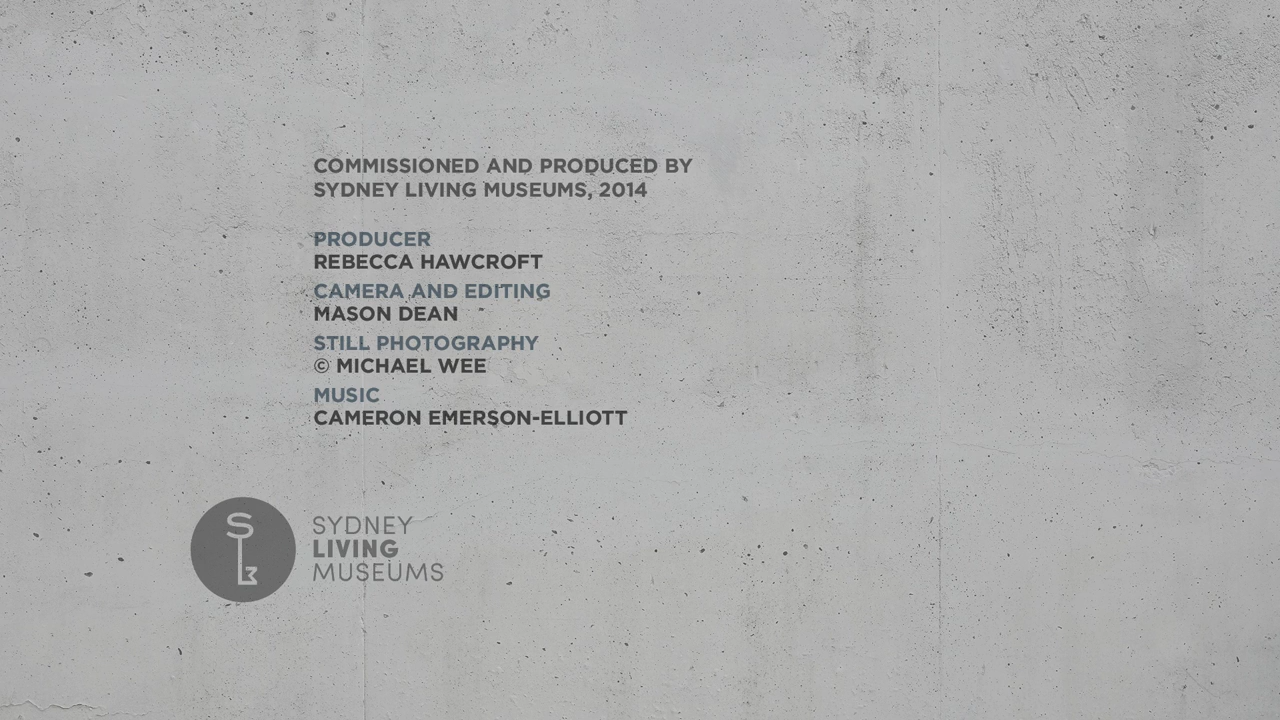 COMMISSIONED AND PRODUCED BY
SYDNEY LIVING MUSEUMS, 2014
PRODUCER
REBECCA HAWCROFT
CAMERA AND EDITING
MASON DEAN
STILL PHOTOGRAPHY
© MICHAEL WEE
MUSIC
CAMERON EMERSON-ELLIOTT
SLM
SYDNEY
LIVING
MUSEUMS